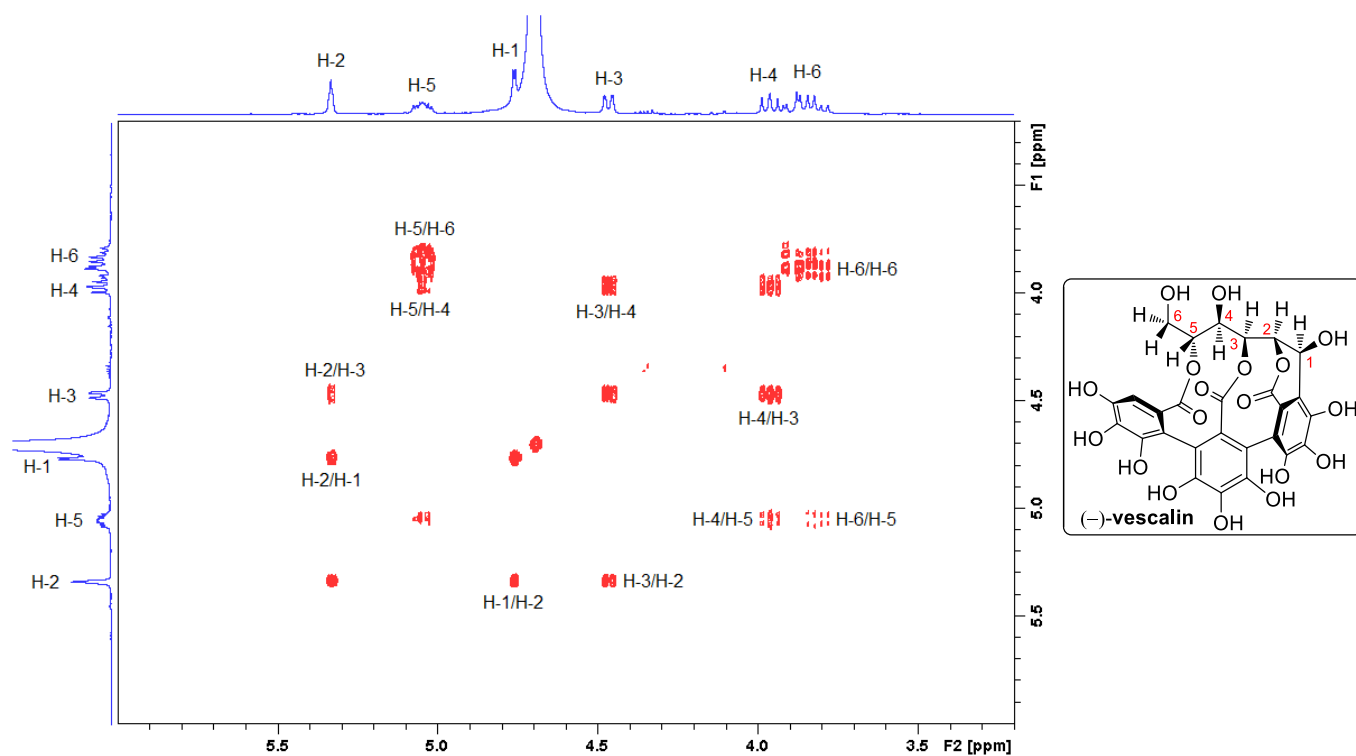 H-2
H-5
H-1
H-3
H-4
H-6
H-6
H-4
H-3
H-1
H-5
H-2
H-5/H-6
H-6/H-6
H-5/H-4
H-3/H-4
H-2/H-3
H-4/H-3
H-2/H-1
H-4/H-5
H-6/H-5
H-3/H-2
H-1/H-2
F1 [ppm]
4.0
4.5
5.0
5.5
5.5
5.0
4.5
4.0
3.5
F2 [ppm]
OH OH
H 6 4 H H H OH
H 5 H 3 2 1
H O O O
HO O O O OH
HO
HO HO OH
HO OH OH
(–)-vescalin